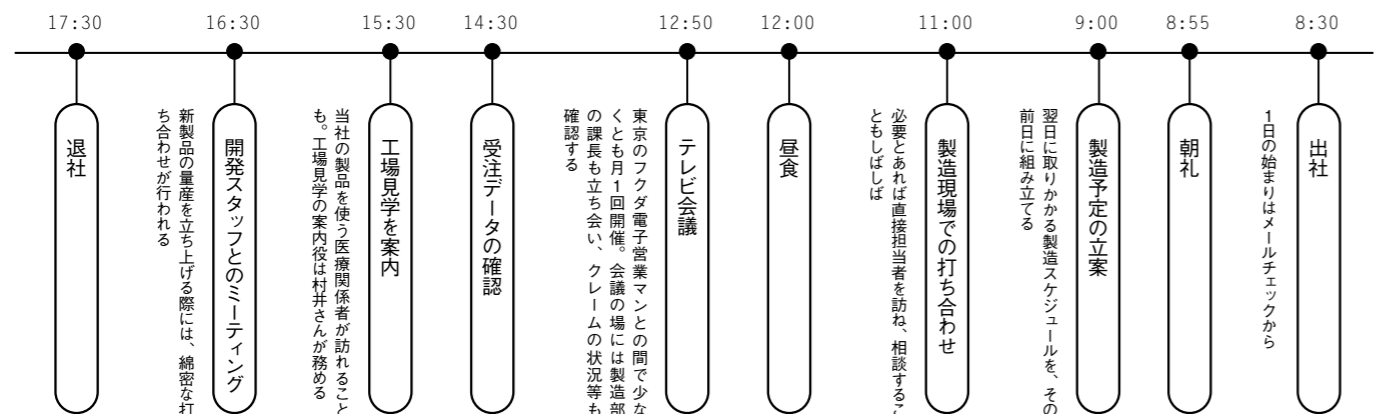 8:30
出社
1日の始まりはメールチェックから
8:55
朝礼
9:00
製造予定の立案
翌日に取りかかる製造スケジュールを、その
前日に組み立てる
11:00
製造現場での打ち合わせ
必要とあれば直接担当者を訪ね、相談するこ
ともしばしば
12:00
昼食
12:50
テレビ会議
東京のフクダ電子営業マンとの間で少な
くとも月1回開催。会議の場には製造部
の課長も立ち会い、クレームの状況等も
確認する
14:30
受注データの確認
15:30
工場見学を案内
当社の製品を使う医療関係者が訪れること
も。工場見学の案内役は村井さんが務める
16:30
開発スタッフとのミーティング
新製品の量産を立ち上げる際には、綿密な打
ち合わせが行われる
17:30
退社